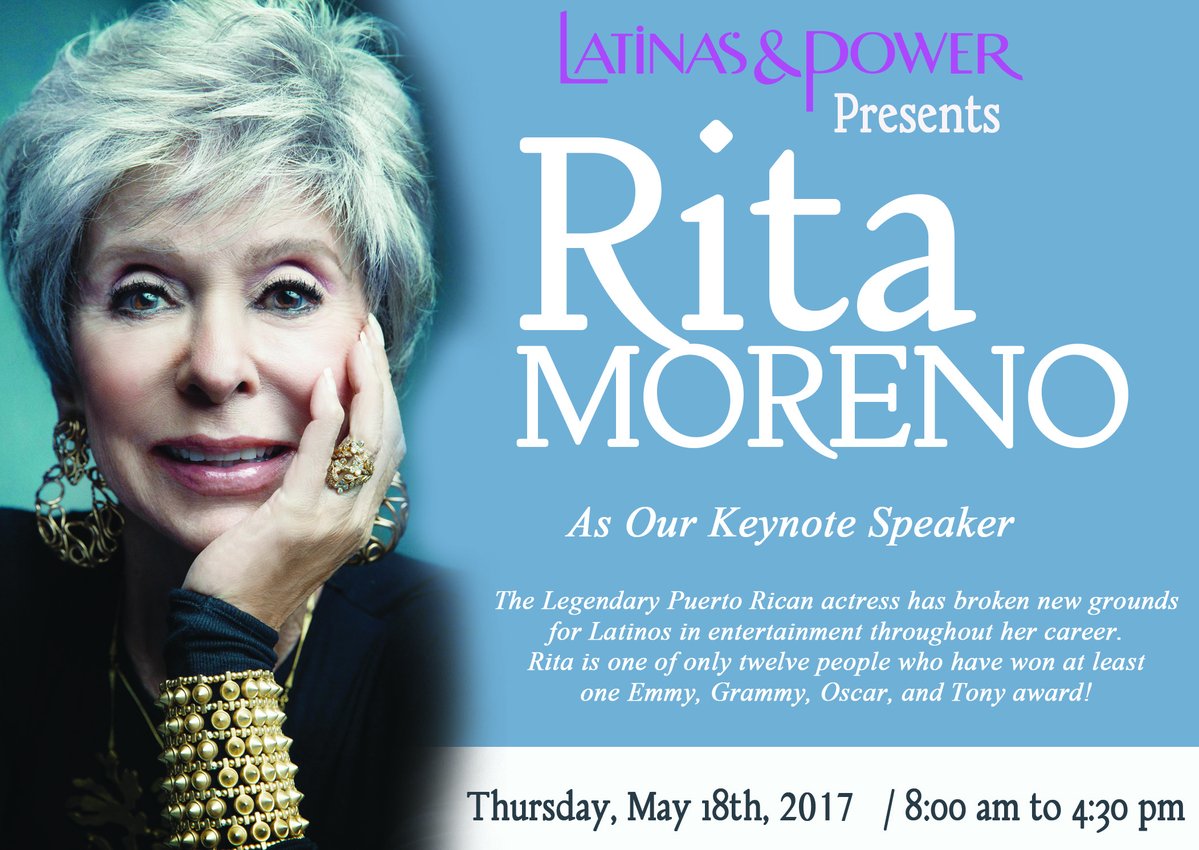 LATINAS & POWER
Presents
Rita
MORENO
As Our Keynote Speaker
The Legendary Puerto Rican actress has broken new grounds
for Latinos in entertainment throughout her career.
Rita is one of only twelve people who have won at least
one Emmy, Grammy, Oscar, and Tony award!
Thursday, May 18th, 2017 / 8:00 am to 4:30 pm